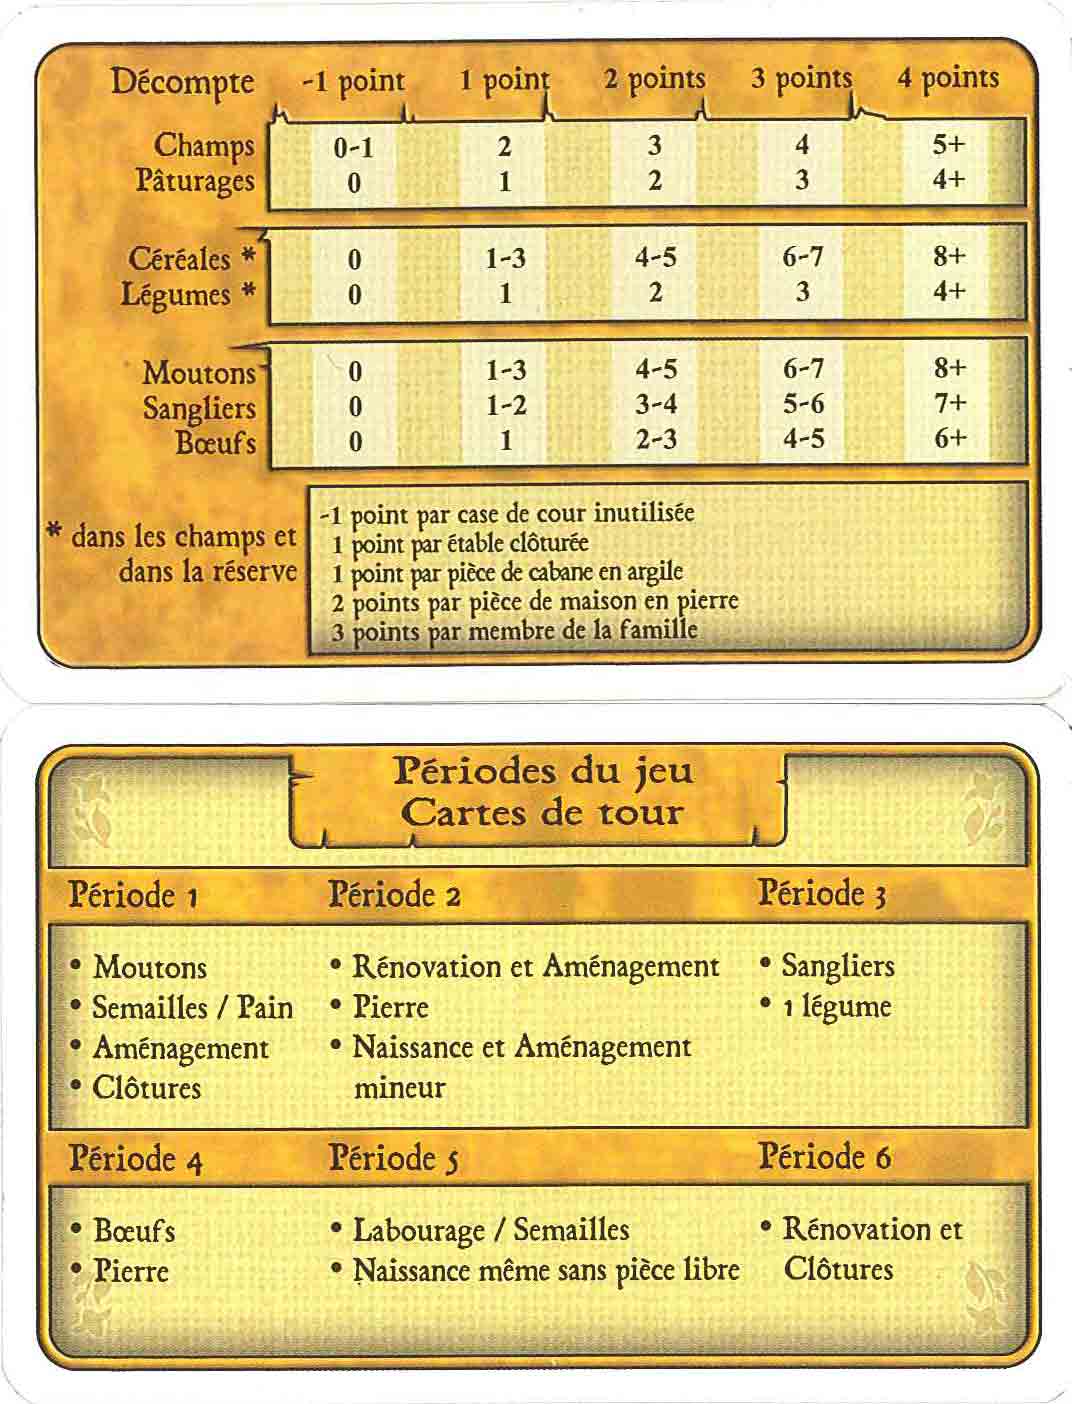 Décompte -1 point 1 point 2 points 3 points 4 points
Champs 0-1 2 3 4 5+
Pâturages 0 1 2 3 4+
Céréales * 0 1-3 4-5 6-7 8+
Légumes * 0 1 2 3 4+
Moutons 0 1-3 4-5 6-7 8+
Sangliers 0 1-2 3-4 5-6 7+
Bœufs 0 1 2-3 4-5 6+
* dans les champs et
dans la réserve
-1 point par case de cour inutilisée
1 point par étable clôturée
1 point par pièce de cabane en argile
2 points par pièce de maison en pierre
3 points par membre de la famille
Périodes du jeu
Cartes de tour
Période 1
• Moutons
• Semailles / Pain
• Aménagement
• Clôtures
Période 2
• Rénovation et Aménagement
• Pierre
• Naissance et Aménagement
mineur
Période 3
• Sangliers
• 1 légume
Période 4
• Bœufs
• Pierre
Période 5
• Labourage / Semailles
• Naissance même sans pièce libre
Période 6
• Rénovation et
Clôtures